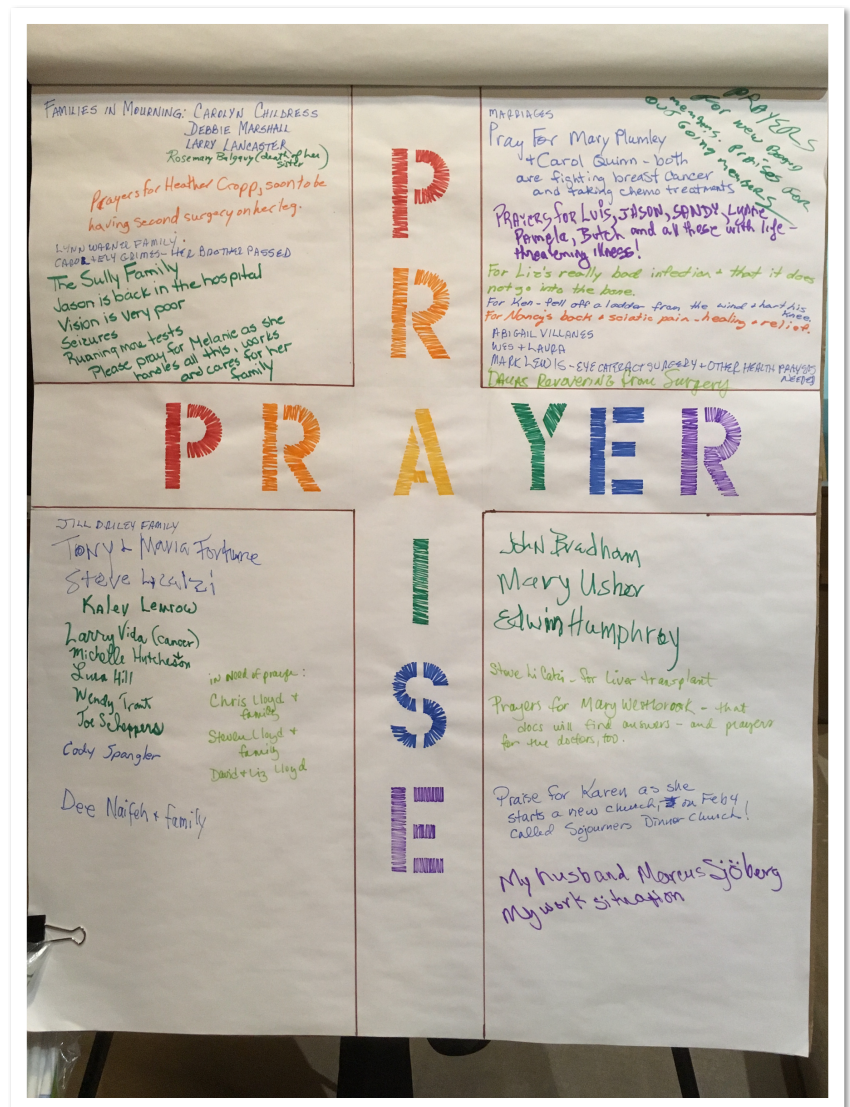 FAMILIES IN MOURNING: CAROLYN CHILDRESS
DEBBIE MARSHALL
LARRY LANCASTER
Rosemary (death of her
sister)
Prayers for Heather Cropp, soon to be
having second surgery on her leg.
LYNN WARNER FAMILY.
GRIMES - HER BROTHER PASSED
The Sully Family
Jason is back in the hospital
Vision is very poor
Seizures
Running more tests
Please pray for Melanie as she
handles all this, works
and cares for her
family
MARRIAGES
Pray For Mary Plumley
+ Carol Quinn - both
are fighting breast cancer
and taking chemo treatments
PRAYERS
For New Board
members. Praises FOR
OUT GOING members
PRAYERS for LUIS, JASON, SANDY, Lynne
Pamela, Butch and all those with life-
threatening illness!
For Liz's really bad infection + that it does
not go into the bone.
For Ken - fell off a ladder from the wind + hurt his
knee.
For Nancy's back + sciatic pain - healing + relief.
ABIGAIL VILLANES
WES + LAURA
MARK LEWIS - EYE CATARACT SURGERY + OTHER HEALTH PRAYERS
NEEDED
Recovering from Surgery
PRAYER
PRAISE
JILL DAILEY FAMILY
Tony + Maria Fortune
Steve
Kaley Lenrow
Larry Vida (cancer)
Michelle Hutcheson
Hill
Wendy Trout
Joe Scheppers
Cody Spangler
in need of prayer:
Chris Lloyd +
family
Steven Lloyd +
family
David + Liz Lloyd
Dee Naifeh + family
John Bradham
Mary Usher
Edwin Humphrey
Steve LiCalzi - for liver transplant
Prayers for Mary Westbrook - that
docs will find answers - and prayers
for the doctors, too.
Praise for Karen as she
starts a new church, on Feb 4
called Sojourners Dinner Church!
My husband Marcus Sjöberg
My work situation